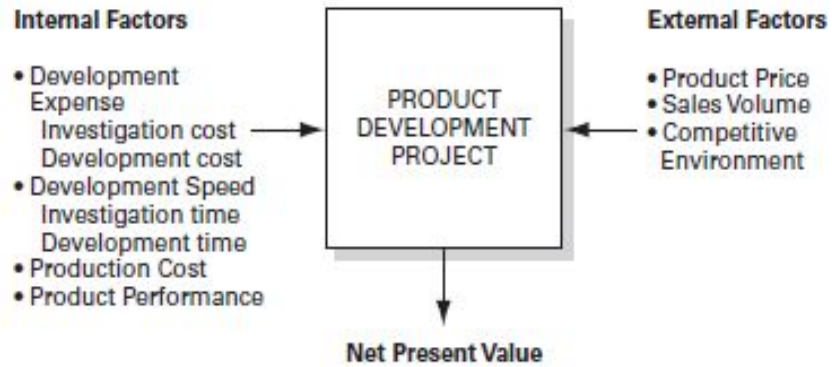 Internal Factors
• Development
Expense
Investigation cost
Development cost
• Development Speed
Investigation time
Development time
• Production Cost
• Product Performance
PRODUCT
DEVELOPMENT
PROJECT
External Factors
• Product Price
• Sales Volume
• Competitive
Environment
Net Present Value